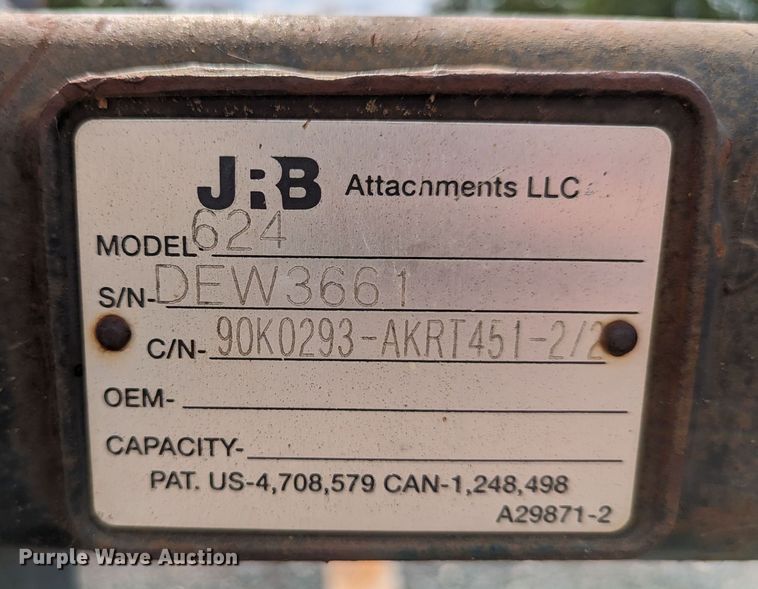 JRB Attachments LLC
MODEL-624
S/N-DEW3661
C/N-90K0293-AKRT451-2/2
OEM-
CAPACITY-
PAT. US-4,708,579 CAN-1,248,498
A29871-2
Purple Wave Auction